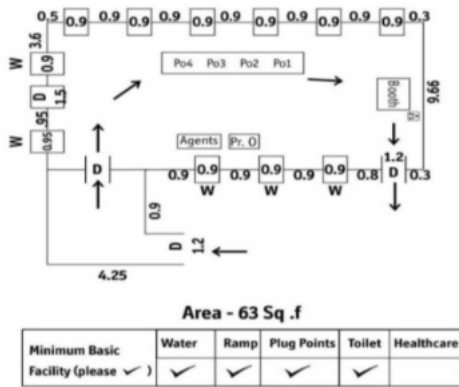 0.5 0.9 0.9 0.9 0.9 0.9 0.9 0.9 0.9 0.9 0.9 0.9 0.3
3.6
W 0.9
Po4 Po3 Po2 Po1
9.66
D 1.5
Booth
.95
W 0.95
Agents Pr. O
1.2
D
0.9 0.9 0.9 0.9 0.9 0.9 0.8 D 0.3
W W W
0.9
D 1.2
4.25
Area - 63 Sq .f
Minimum Basic Facility (please ✓)
Water Ramp Plug Points Toilet Healthcare
✓ ✓ ✓ ✓